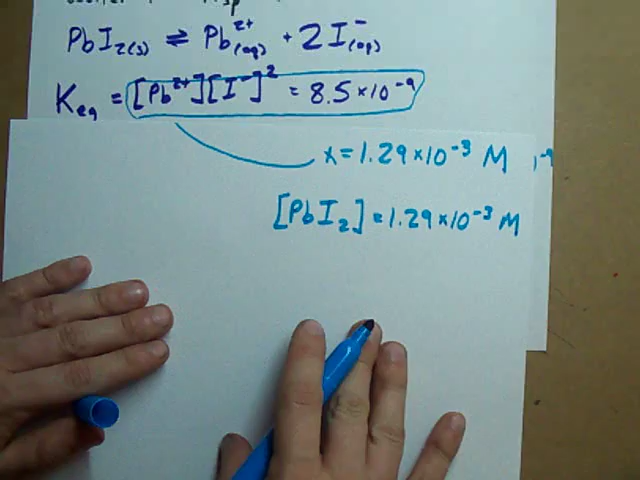 PbI₂(s) ⇌ Pb²⁺(aq) + 2I⁻(aq)
Keq = [Pb²⁺][I⁻]² = 8.5×10⁻⁹
x = 1.29×10⁻³ M
[PbI₂] = 1.29×10⁻³ M